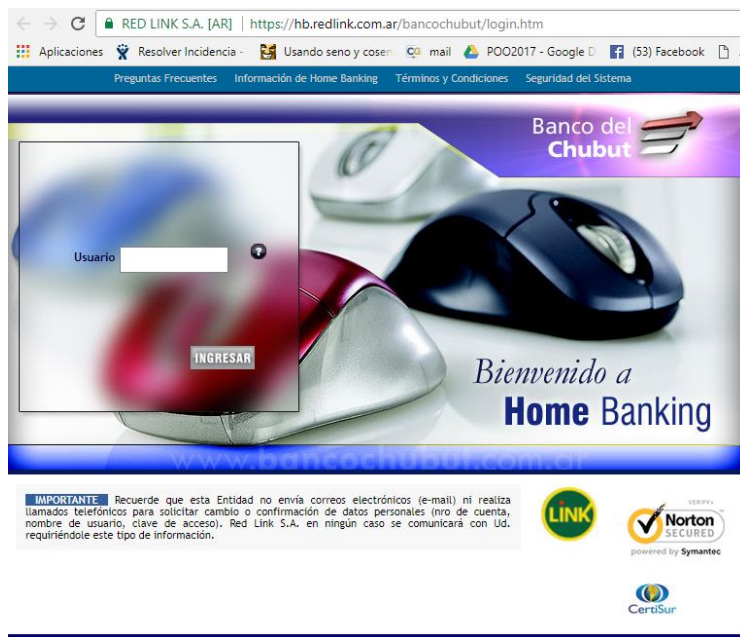 RED LINK S.A. [AR] | https://hb.redlink.com.ar/bancochubut/login.htm
Aplicaciones Resolver Incidencia - Usando seno y cosen mail POO2017 - Google D (53) Facebook
Preguntas Frecuentes Información de Home Banking Términos y Condiciones Seguridad del Sistema
Banco del
Chubut
Usuario
?
INGRESAR
Bienvenido a
Home Banking
www.bancochubut.com.ar
IMPORTANTE Recuerde que esta Entidad no envía correos electrónicos (e-mail) ni realiza
llamados telefónicos para solicitar cambio o confirmación de datos personales (nro de cuenta,
nombre de usuario, clave de acceso). Red Link S.A. en ningún caso se comunicará con Ud.
requiriéndole este tipo de información.
LINK
VERIFY
Norton
SECURED
powered by Symantec
CertiSur